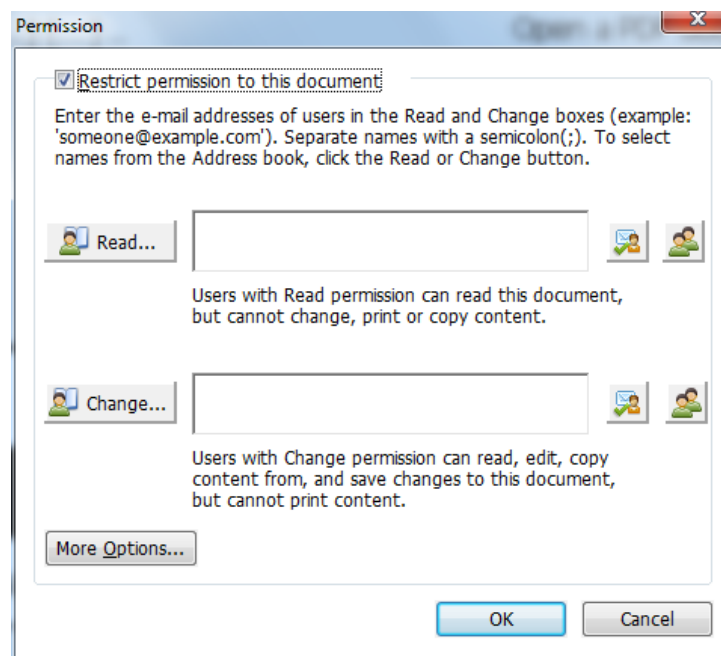 Permission
Open a PDF
Restrict permission to this document
Enter the e-mail addresses of users in the Read and Change boxes (example:
'someone@example.com'). Separate names with a semicolon(;). To select
names from the Address book, click the Read or Change button.
Read...
Users with Read permission can read this document,
but cannot change, print or copy content.
Change...
Users with Change permission can read, edit, copy
content from, and save changes to this document,
but cannot print content.
More Options...
OK
Cancel